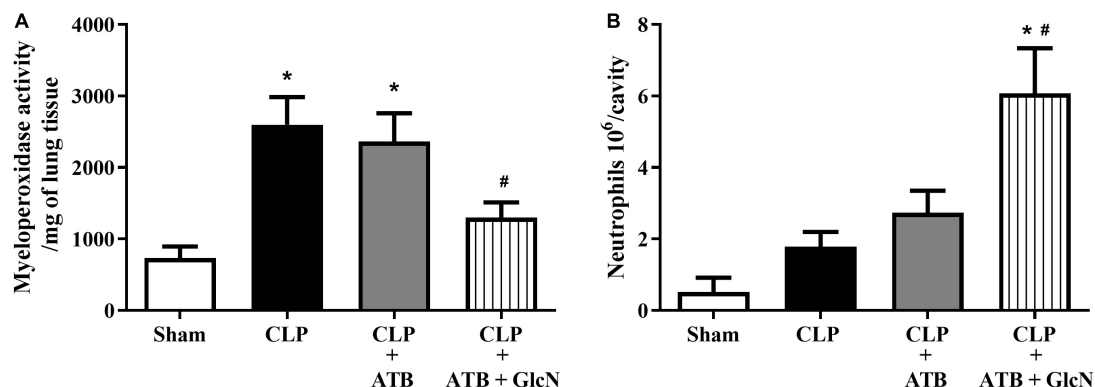 A
Myeloperoxidase activity
/mg of lung tissue
4000
3000
2000
1000
0
*
*
#
Sham
CLP
CLP
+
ATB
CLP
+
ATB + GlcN
B
Neutrophils 10⁶/cavity
8
6
4
2
0
* #
Sham
CLP
CLP
+
ATB
CLP
+
ATB + GlcN